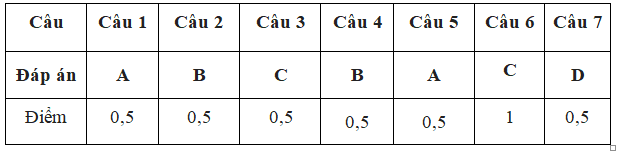 Câu Câu 1 Câu 2 Câu 3 Câu 4 Câu 5 Câu 6 Câu 7
Đáp án A B C B A C D
Điểm 0,5 0,5 0,5 0,5 0,5 1 0,5